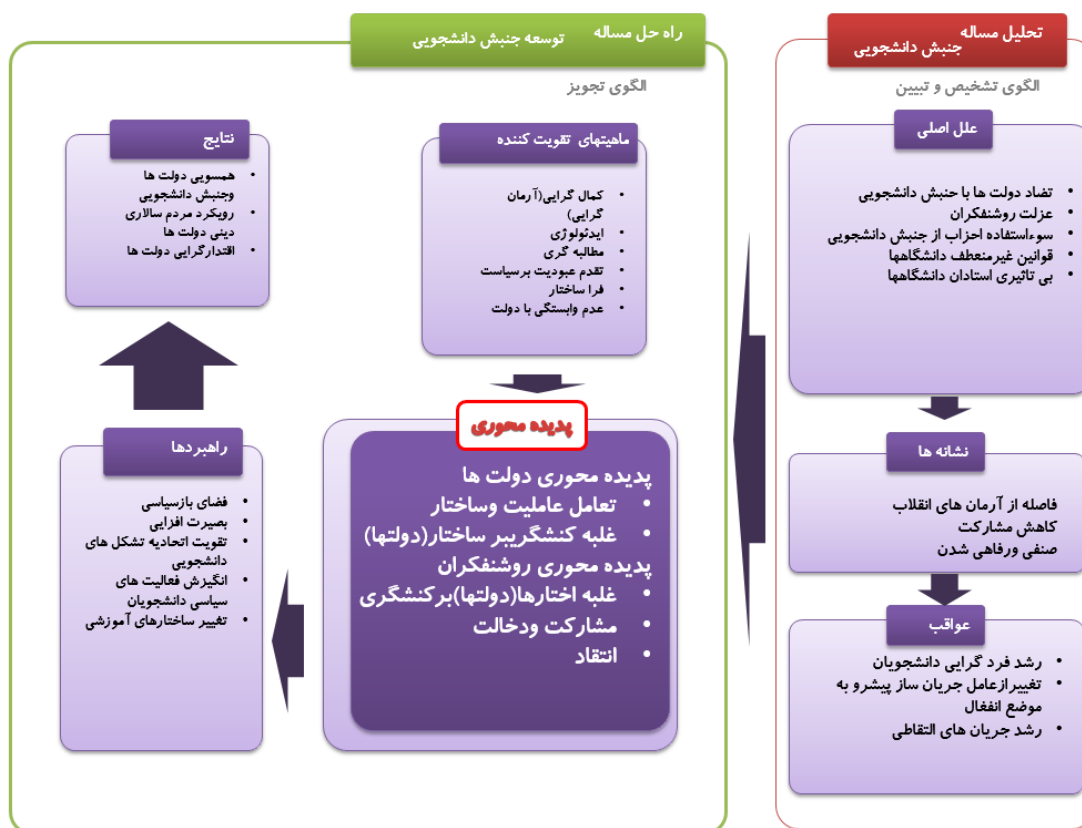 تحلیل مساله
جنبش دانشجویی
الگوی تشخیص و تبیین
علل اصلی
تضاد دولت ها با حنبش دانشجویی
عزلت روشنفکران
سوءاستفاده احزاب از جنبش دانشجویی
قوانین غیرمنعطف دانشگاهها
بی تاثیری استادان دانشگاهها
نشانه ها
فاصله از آرمان های انقلاب
کاهش مشارکت
صنفی ورفاهی شدن
عواقب
رشد فرد گرایی دانشجویان
تغییرازعامل جریان ساز پیشرو به
موضع انفغال
رشد جریان های التقاطی
راه حل مساله توسعه جنبش دانشجویی
الگوی تجویز
ماهیتهای تقویت کننده
کمال گرایی(آرمان
گرایی)
ایدئولوژی
مطالبه گری
تقدم عبودیت برسیاست
فرا ساختار
عدم وابستگی با دولت
پدیده محوری
پدیده محوری دولت ها
تعامل عاملیت وساختار
غلبه کنشگریبر ساختار(دولتها)
پدیده محوری روشنفکران
غلبه اختارها(دولتها)برکنشگری
مشارکت ودخالت
انتقاد
راهبردها
فضای بازسیاسی
بصیرت افزایی
تقویت اتحادیه تشکل های
دانشجویی
انگیزش فعالیت های
سیاسی دانشجویان
تغییر ساختارهای آموزشی
نتایج
همسویی دولت ها
وجنبش دانشجویی
رویکرد مردم سالاری
دینی دولت ها
اقتدارگرایی دولت ها